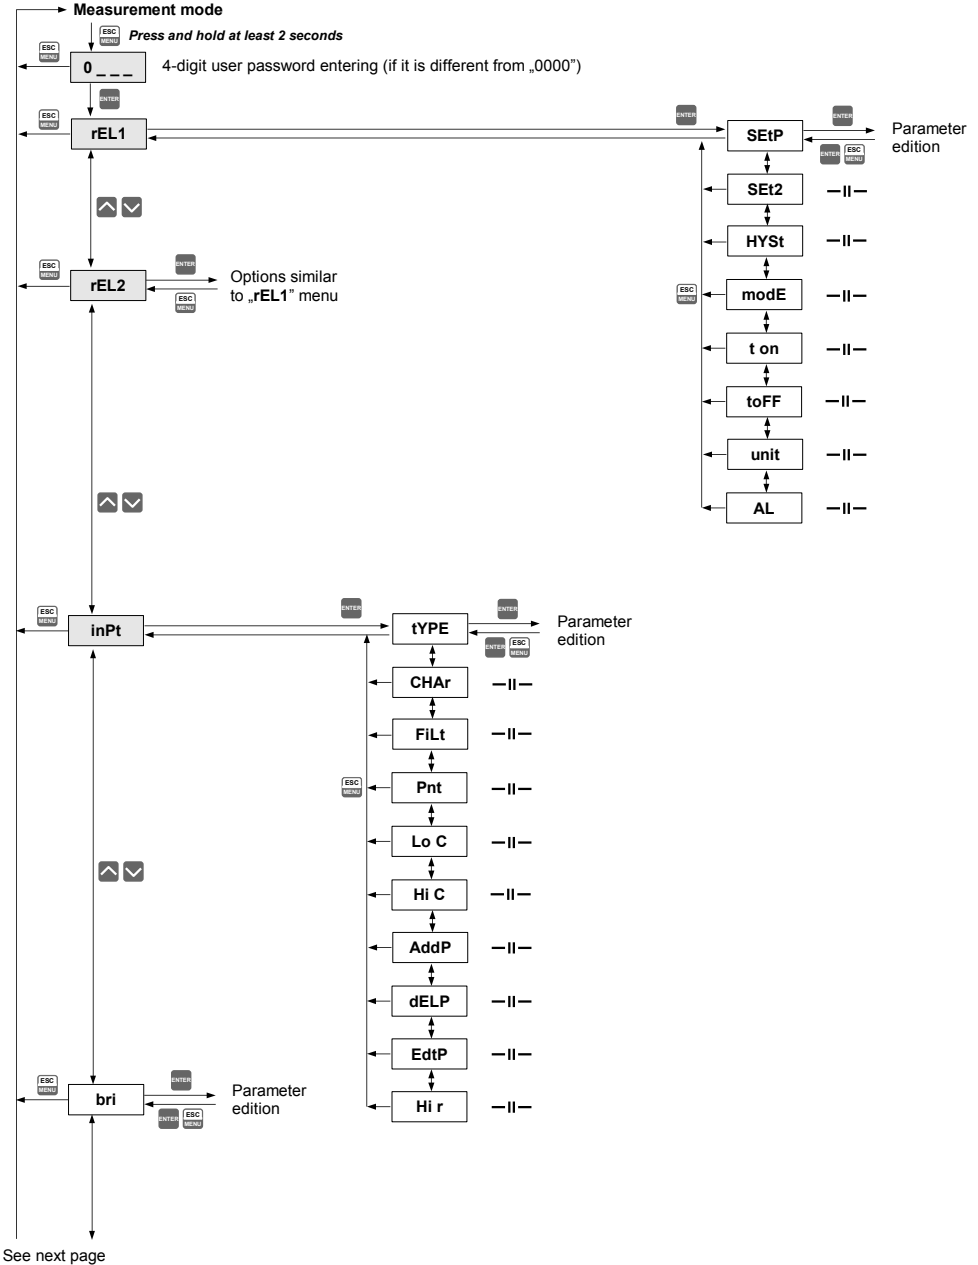 Measurement mode
ESC
MENU
Press and hold at least 2 seconds
ESC
MENU
0 _ _ _
4-digit user password entering (if it is different from „0000”)
ENTER
ESC
MENU
rEL1
ENTER
SEtP
ENTER
Parameter
edition
ENTER
ESC
MENU
SEt2
—II—
HYSt
—II—
ESC
MENU
rEL2
ENTER
ESC
MENU
Options similar
to „rEL1” menu
ESC
MENU
modE
—II—
t on
—II—
toFF
—II—
unit
—II—
AL
—II—
ESC
MENU
inPt
ENTER
tYPE
ENTER
Parameter
edition
ENTER
ESC
MENU
CHAr
—II—
FiLt
—II—
ESC
MENU
Pnt
—II—
Lo C
—II—
Hi C
—II—
AddP
—II—
dELP
—II—
EdtP
—II—
Hi r
—II—
ESC
MENU
bri
ENTER
Parameter
edition
ENTER
ESC
MENU
See next page